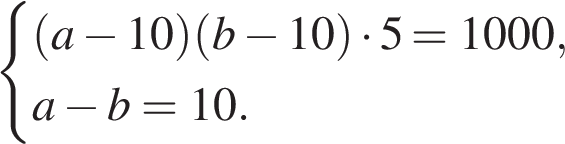 (a − 10)(b − 10) · 5 = 1000,
a − b = 10.